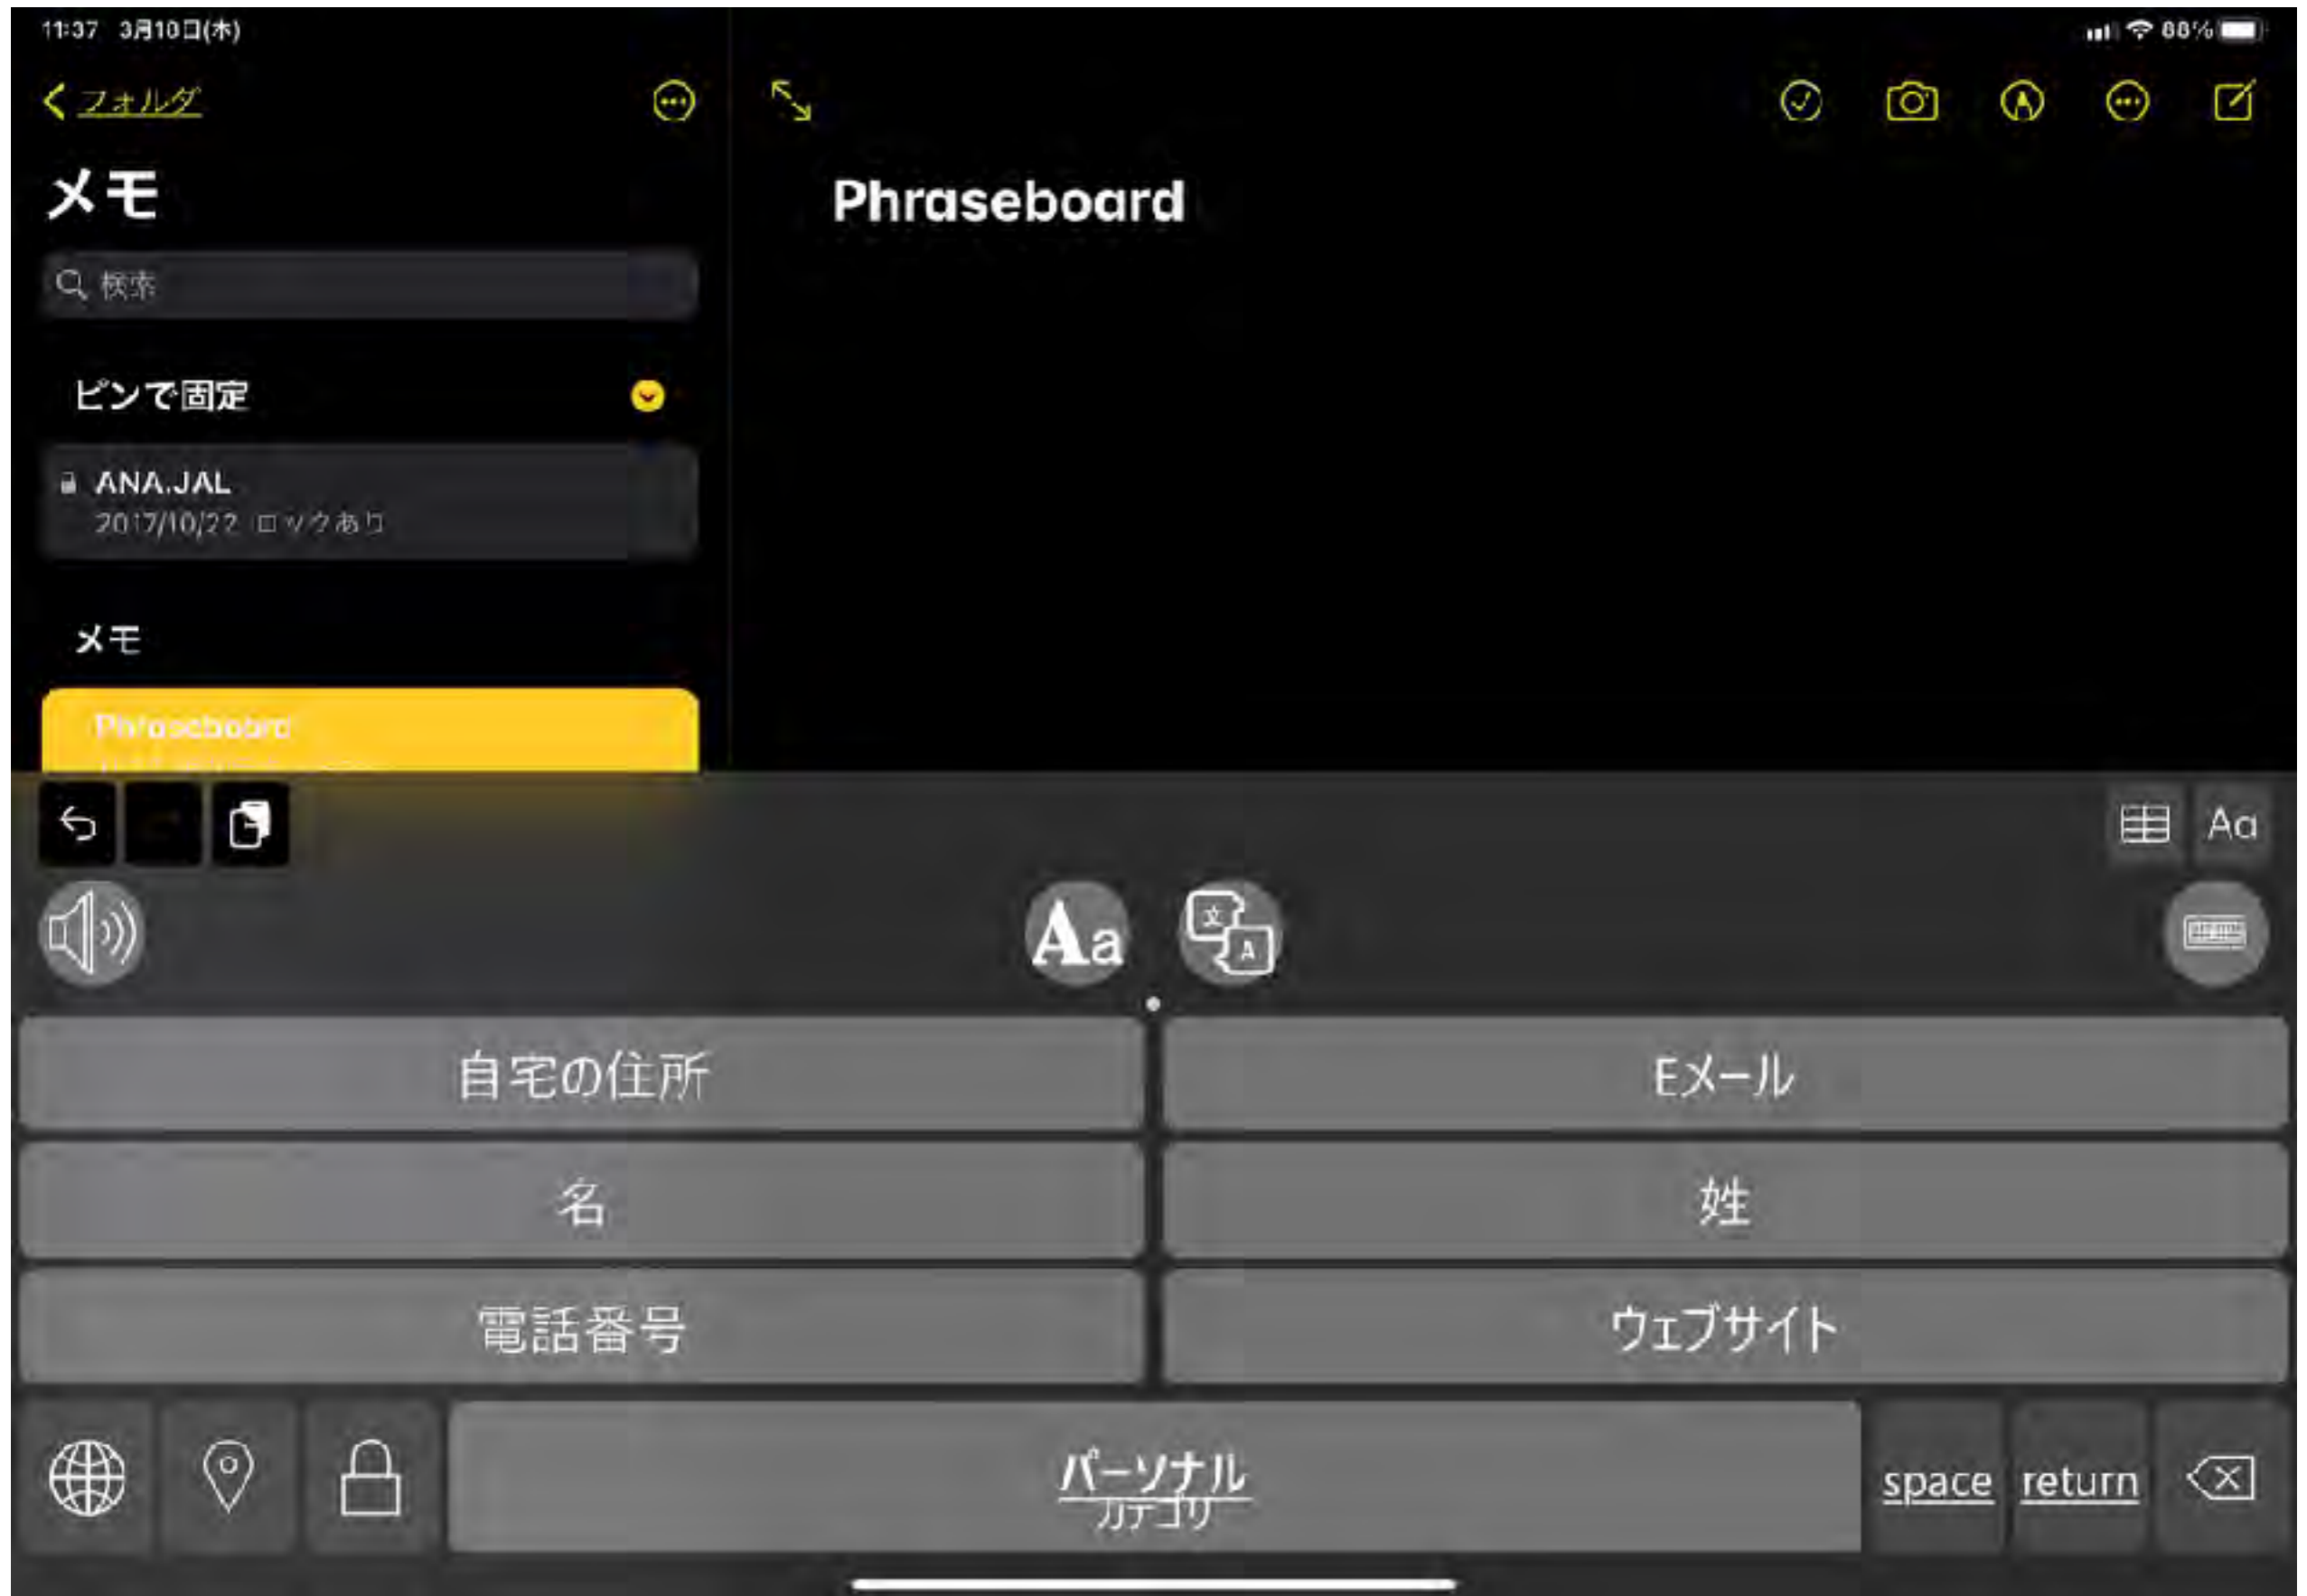 11:37 3月10日(木)
88%
フォルダ
メモ
Phraseboard
検索
ピンで固定
ANA.JAL
2017/10/22 ロックあり
メモ
Phraseboard
Aa
Aa
文
A
自宅の住所
Eメール
名
姓
電話番号
ウェブサイト
パーソナル
カテゴリ
space
return